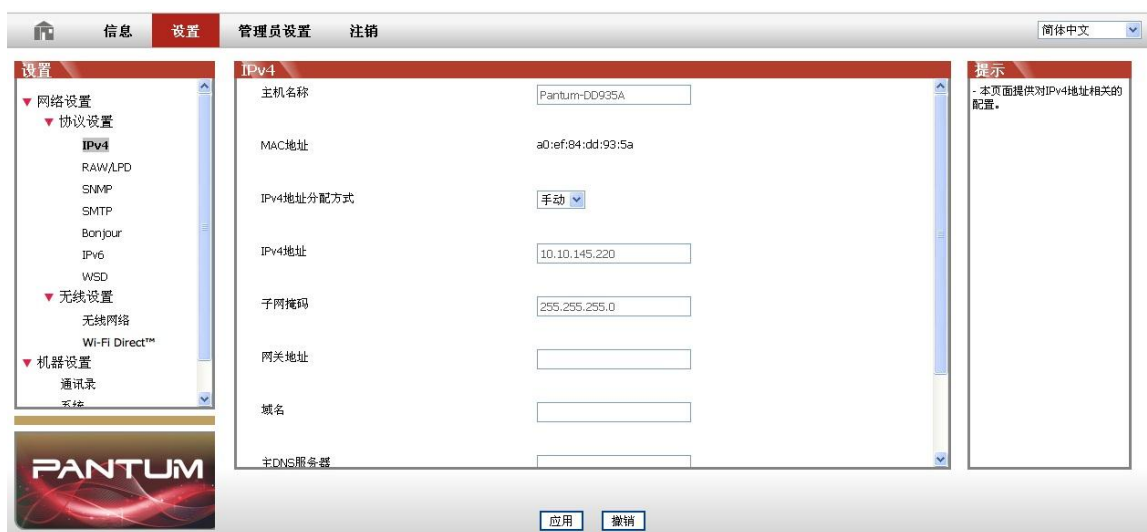 信息 设置 管理员设置 注销 简体中文
设置
网络设置
协议设置
IPv4
RAW/LPD
SNMP
SMTP
Bonjour
IPv6
WSD
无线设置
无线网络
Wi-Fi Direct™
机器设置
通讯录
系统
PANTUM
IPv4
主机名称 Pantum-DD935A
MAC地址 a0:ef:84:dd:93:5a
IPv4地址分配方式 手动
IPv4地址 10.10.145.220
子网掩码 255.255.255.0
网关地址
域名
主DNS服务器
应用 撤销
提示
- 本页面提供对IPv4地址相关的
配置。